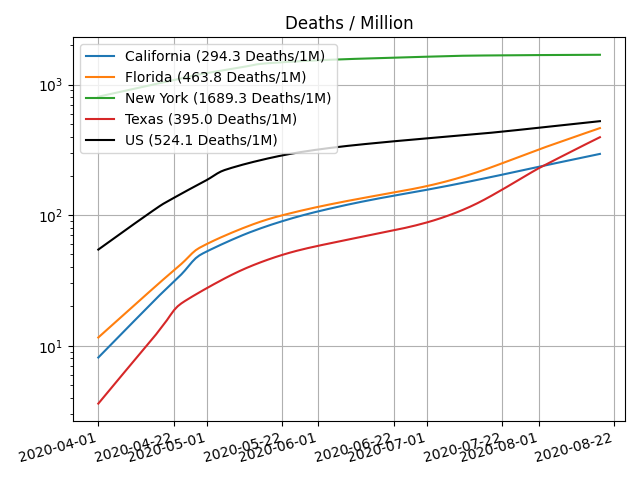 Deaths / Million
California (294.3 Deaths/1M)
Florida (463.8 Deaths/1M)
New York (1689.3 Deaths/1M)
Texas (395.0 Deaths/1M)
US (524.1 Deaths/1M)
10³
10²
10¹
2020-04-01
2020-04-22
2020-05-01
2020-05-22
2020-06-01
2020-06-22
2020-07-01
2020-07-22
2020-08-01
2020-08-22